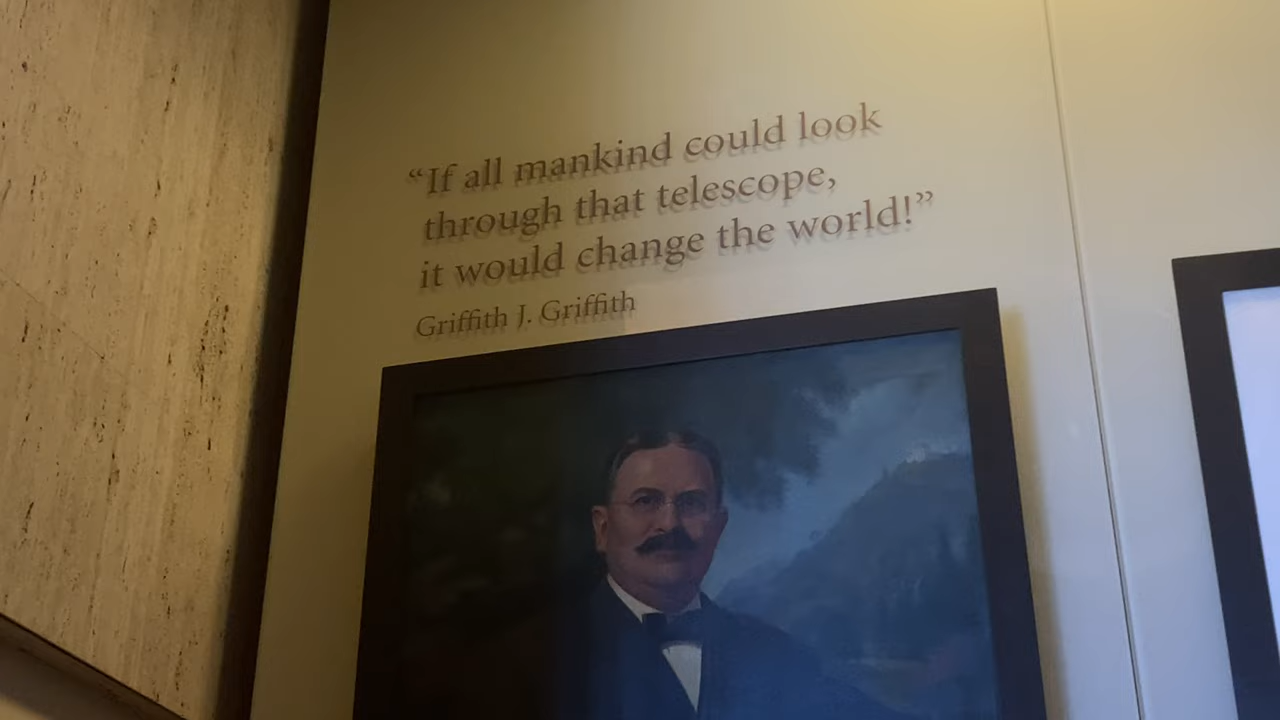 “If all mankind could look
through that telescope,
it would change the world!”
Griffith J. Griffith